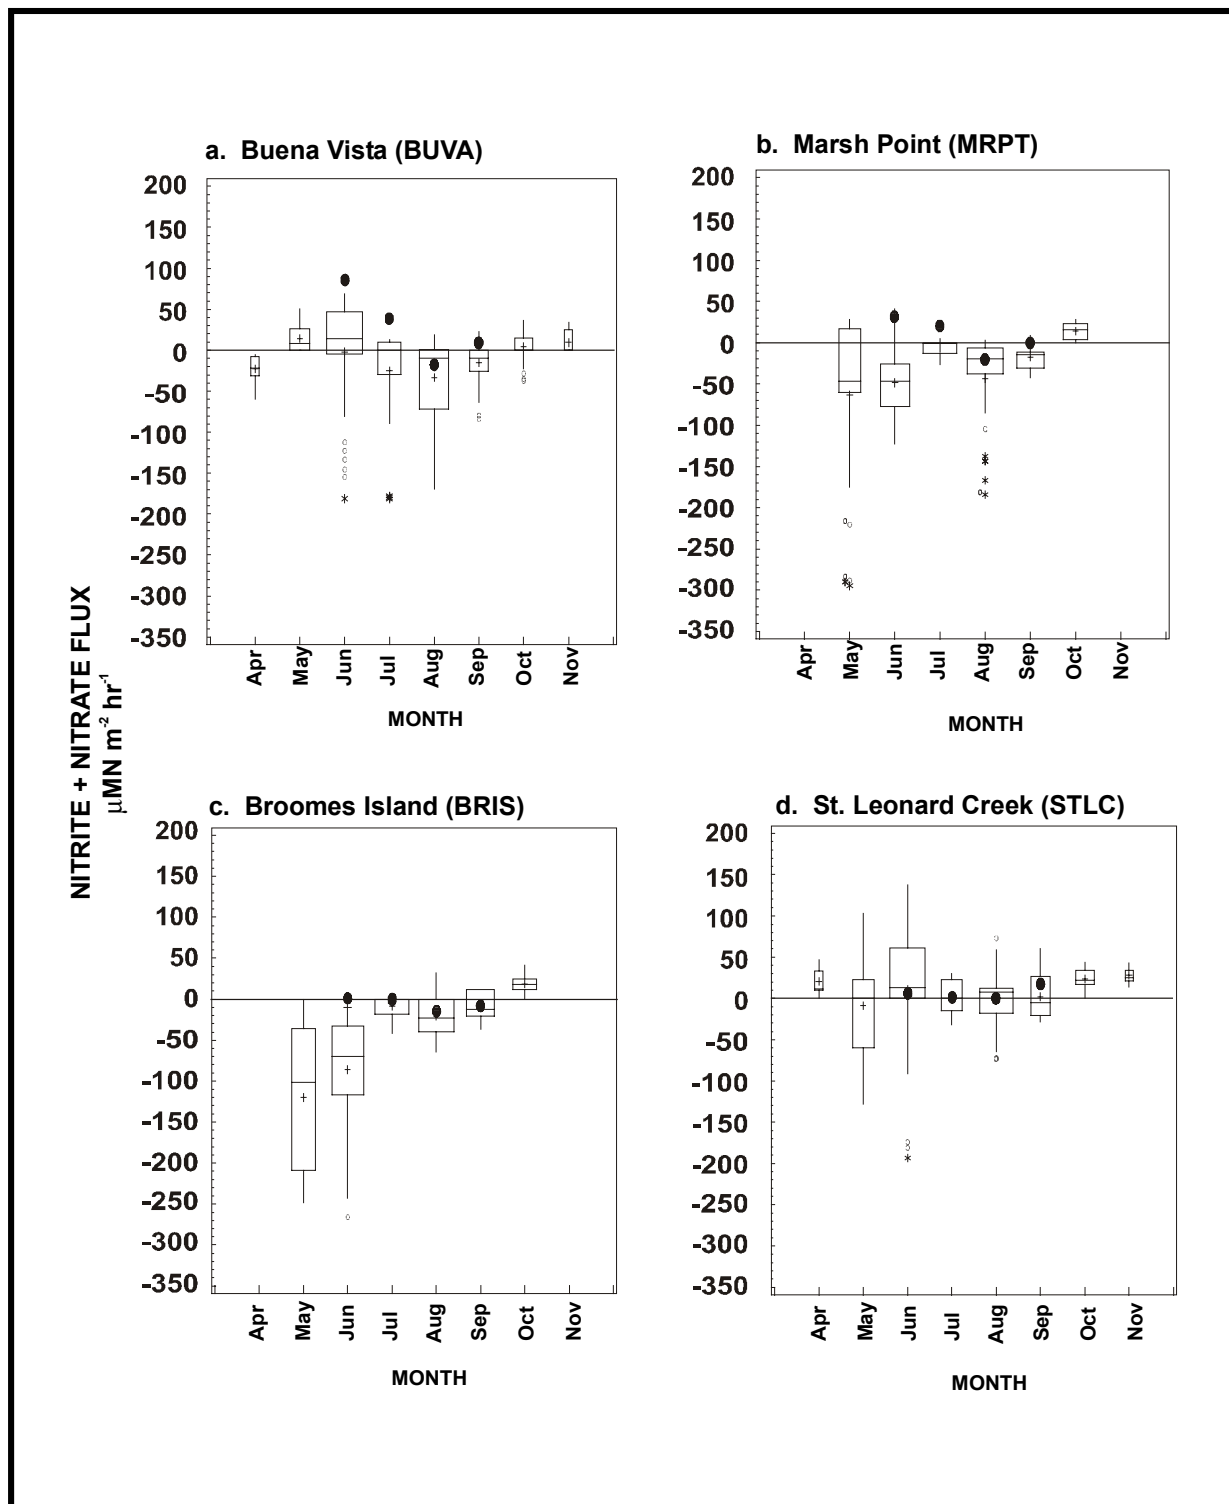 a. Buena Vista (BUVA)
200
150
100
50
0
-50
-100
-150
-200
-250
-300
-350
Apr
May
Jun
Jul
Aug
Sep
Oct
Nov
MONTH
b. Marsh Point (MRPT)
200
150
100
50
0
-50
-100
-150
-200
-250
-300
-350
Apr
May
Jun
Jul
Aug
Sep
Oct
Nov
MONTH
NITRITE + NITRATE FLUX
μMN m⁻² hr⁻¹
c. Broomes Island (BRIS)
200
150
100
50
0
-50
-100
-150
-200
-250
-300
-350
Apr
May
Jun
Jul
Aug
Sep
Oct
Nov
MONTH
d. St. Leonard Creek (STLC)
200
150
100
50
0
-50
-100
-150
-200
-250
-300
-350
Apr
May
Jun
Jul
Aug
Sep
Oct
Nov
MONTH